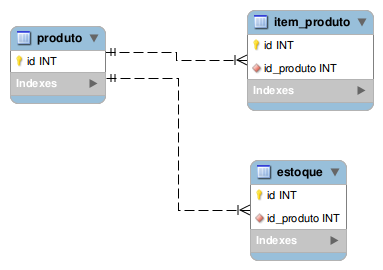 produto
id INT
Indexes
item_produto
id INT
id_produto INT
Indexes
estoque
id INT
id_produto INT
Indexes